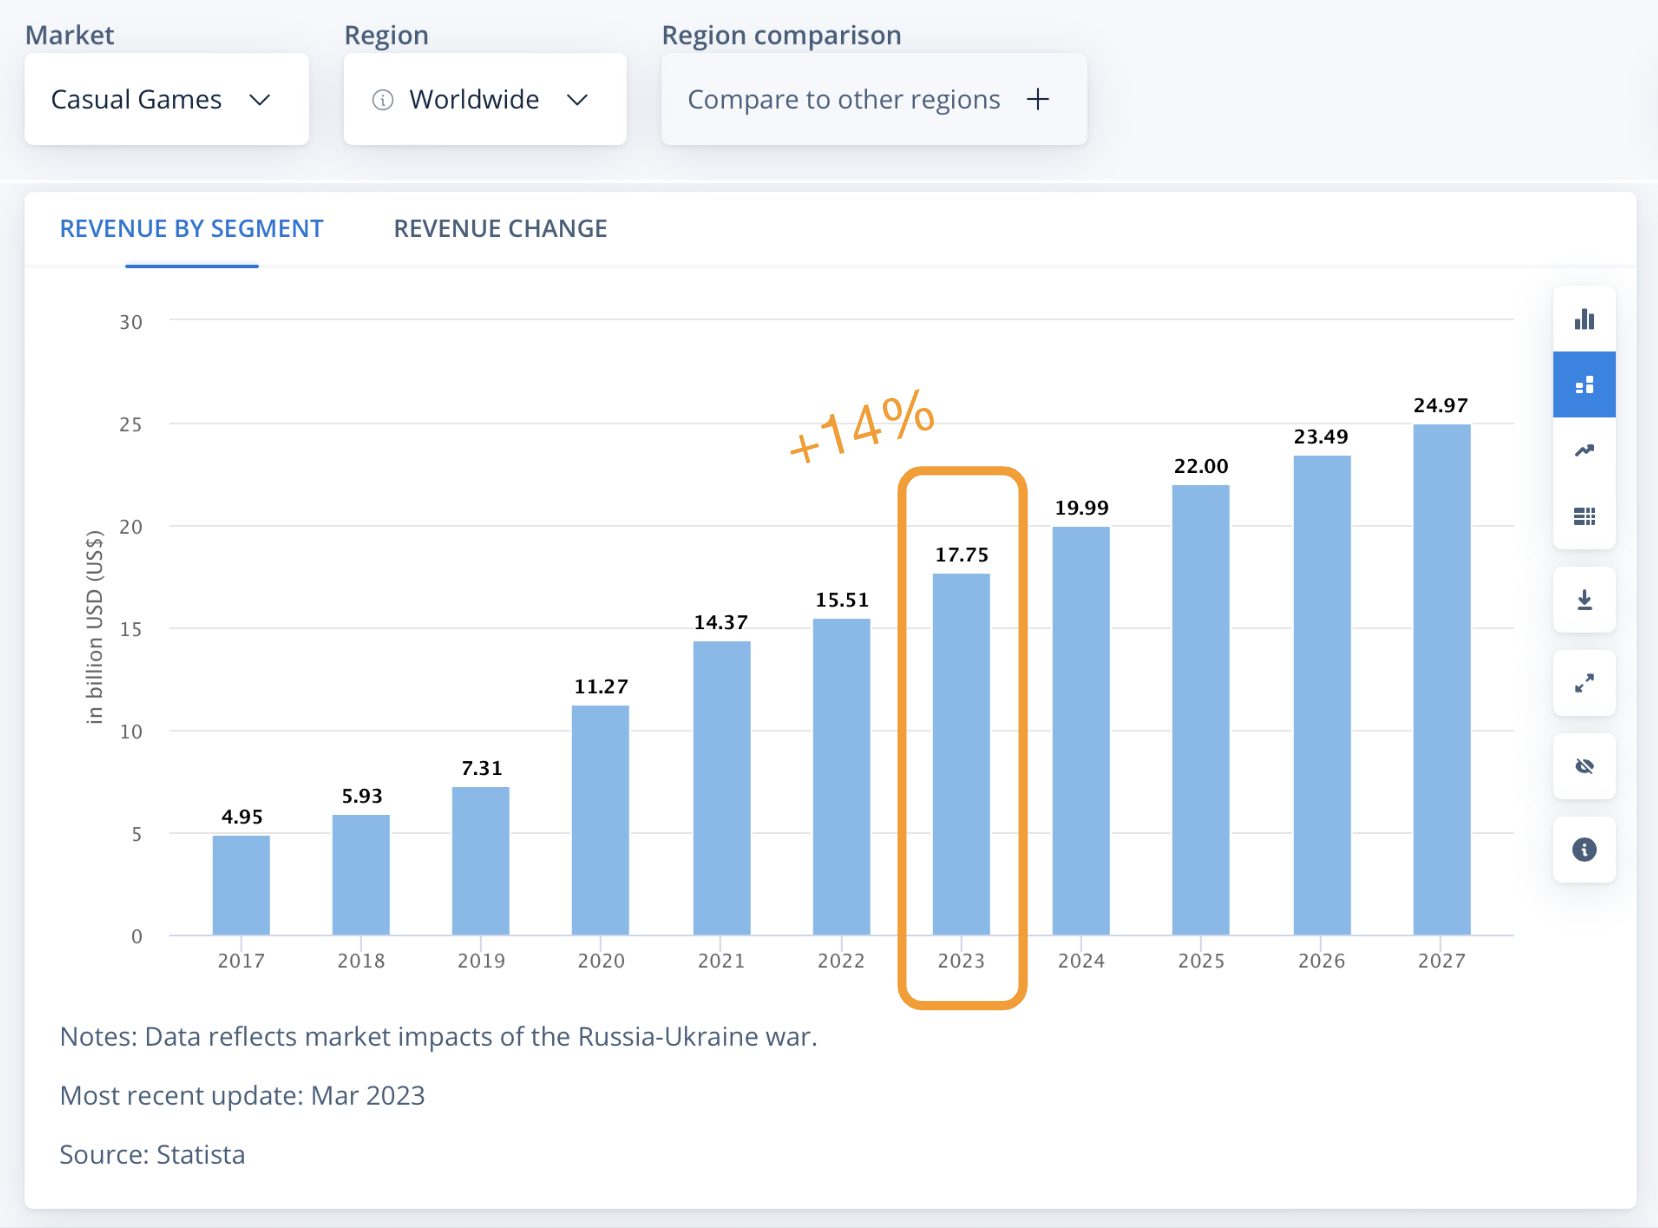 Market
Region
Region comparison
Casual Games
Worldwide
Compare to other regions
REVENUE BY SEGMENT
REVENUE CHANGE
in billion USD (US$)
30
25
20
15
10
5
0
+14%
4.95
5.93
7.31
11.27
14.37
15.51
17.75
19.99
22.00
23.49
24.97
2017
2018
2019
2020
2021
2022
2023
2024
2025
2026
2027
Notes: Data reflects market impacts of the Russia-Ukraine war.
Most recent update: Mar 2023
Source: Statista